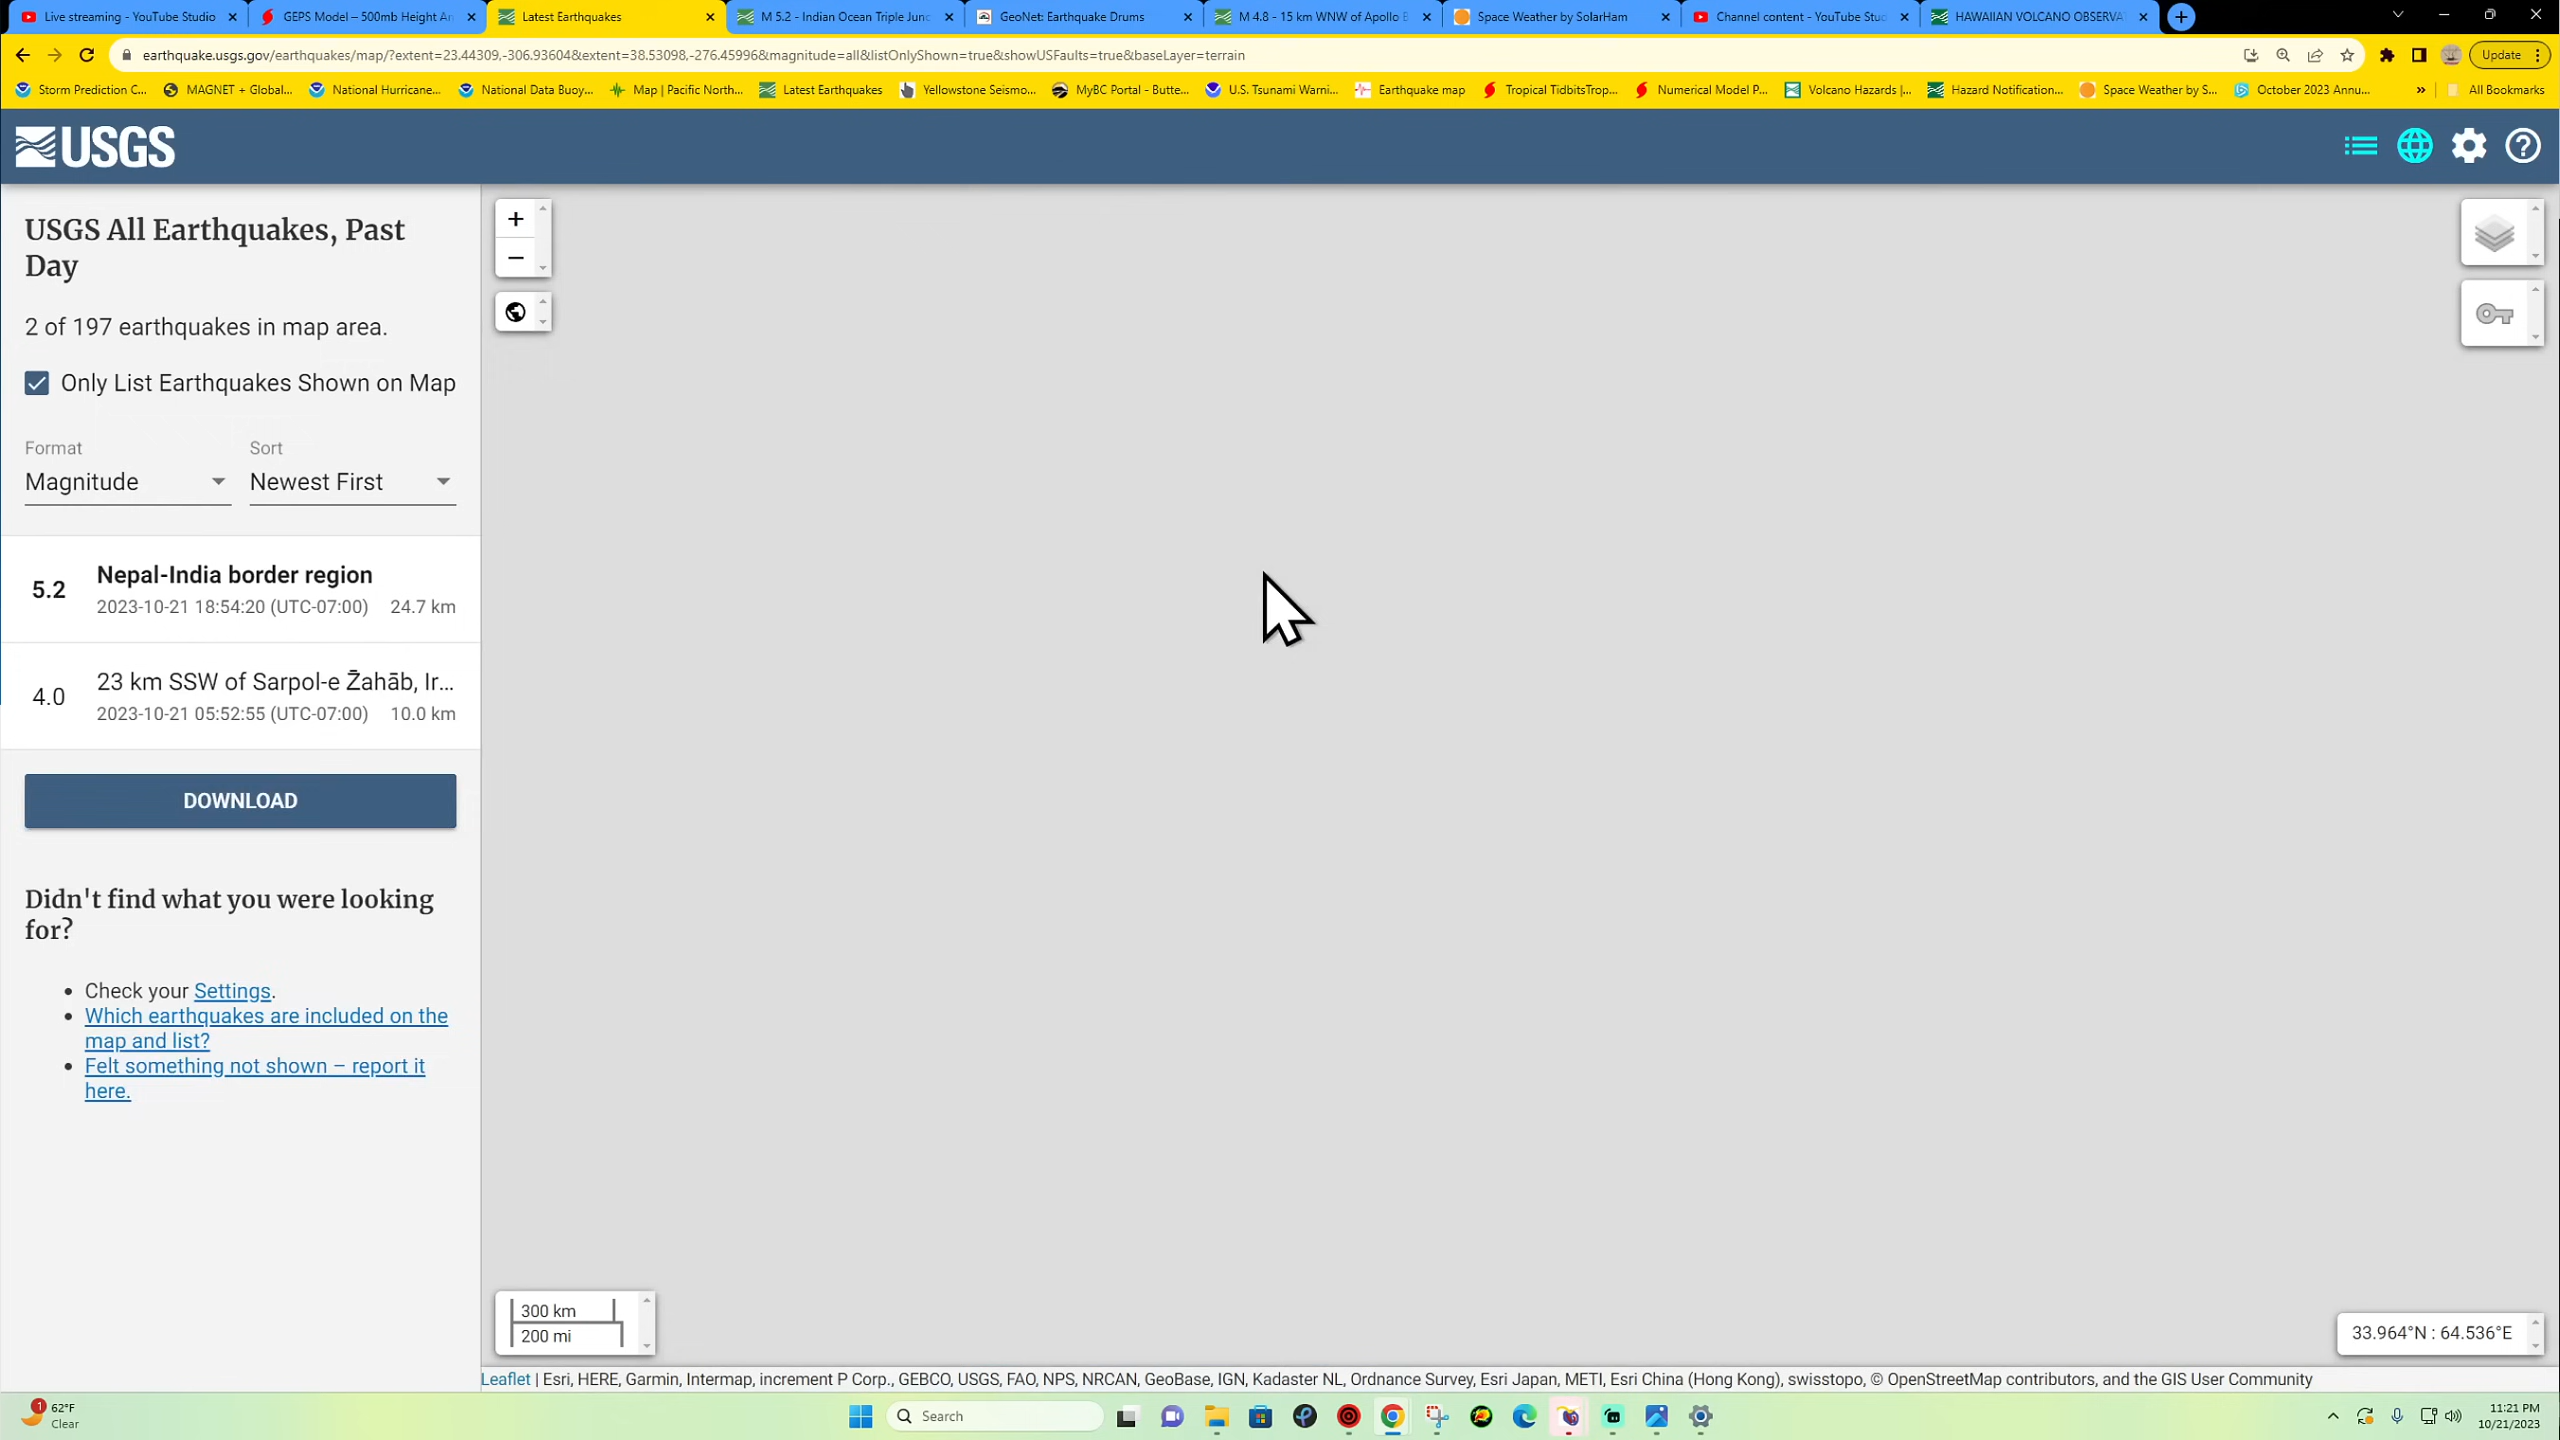 Live streaming - YouTube Studio
GEPS Model – 500mb Height An
Latest Earthquakes
M 5.2 - Indian Ocean Triple Junc
GeoNet: Earthquake Drums
M 4.8 - 15 km WNW of Apollo B
Space Weather by SolarHam
Channel content - YouTube Stud
HAWAIIAN VOLCANO OBSERVAT
earthquake.usgs.gov/earthquakes/map/?extent=23.44309,-306.93604&extent=38.53098,-276.45996&magnitude=all&listOnlyShown=true&showUSFaults=true&baseLayer=terrain
Update
Storm Prediction C...
MAGNET + Global...
National Hurricane...
National Data Buoy...
Map | Pacific North...
Latest Earthquakes
Yellowstone Seismo...
MyBC Portal - Butte...
U.S. Tsunami Warni...
Earthquake map
Tropical TidbitsTrop...
Numerical Model P...
Volcano Hazards |...
Hazard Notification...
Space Weather by S...
October 2023 Annu...
»
All Bookmarks
USGS
USGS All Earthquakes, Past
Day
2 of 197 earthquakes in map area.
Only List Earthquakes Shown on Map
Format
Sort
Magnitude
Newest First
5.2
Nepal-India border region
2023-10-21 18:54:20 (UTC-07:00) 24.7 km
4.0
23 km SSW of Sarpol-e Z̄ahāb, Ir...
2023-10-21 05:52:55 (UTC-07:00) 10.0 km
DOWNLOAD
Didn't find what you were looking
for?
• Check your Settings.
• Which earthquakes are included on the
map and list?
• Felt something not shown – report it
here.
+
−
300 km
200 mi
33.964°N : 64.536°E
Leaflet | Esri, HERE, Garmin, Intermap, increment P Corp., GEBCO, USGS, FAO, NPS, NRCAN, GeoBase, IGN, Kadaster NL, Ordnance Survey, Esri Japan, METI, Esri China (Hong Kong), swisstopo, © OpenStreetMap contributors, and the GIS User Community
1
62°F
Clear
Search
11:21 PM
10/21/2023